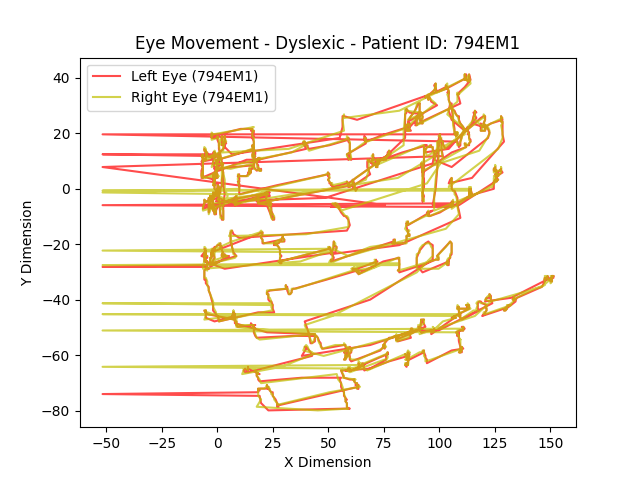 Eye Movement - Dyslexic - Patient ID: 794EM1
Left Eye (794EM1)
Right Eye (794EM1)
Y Dimension
40
20
0
−20
−40
−60
−80
−50 −25 0 25 50 75 100 125 150
X Dimension